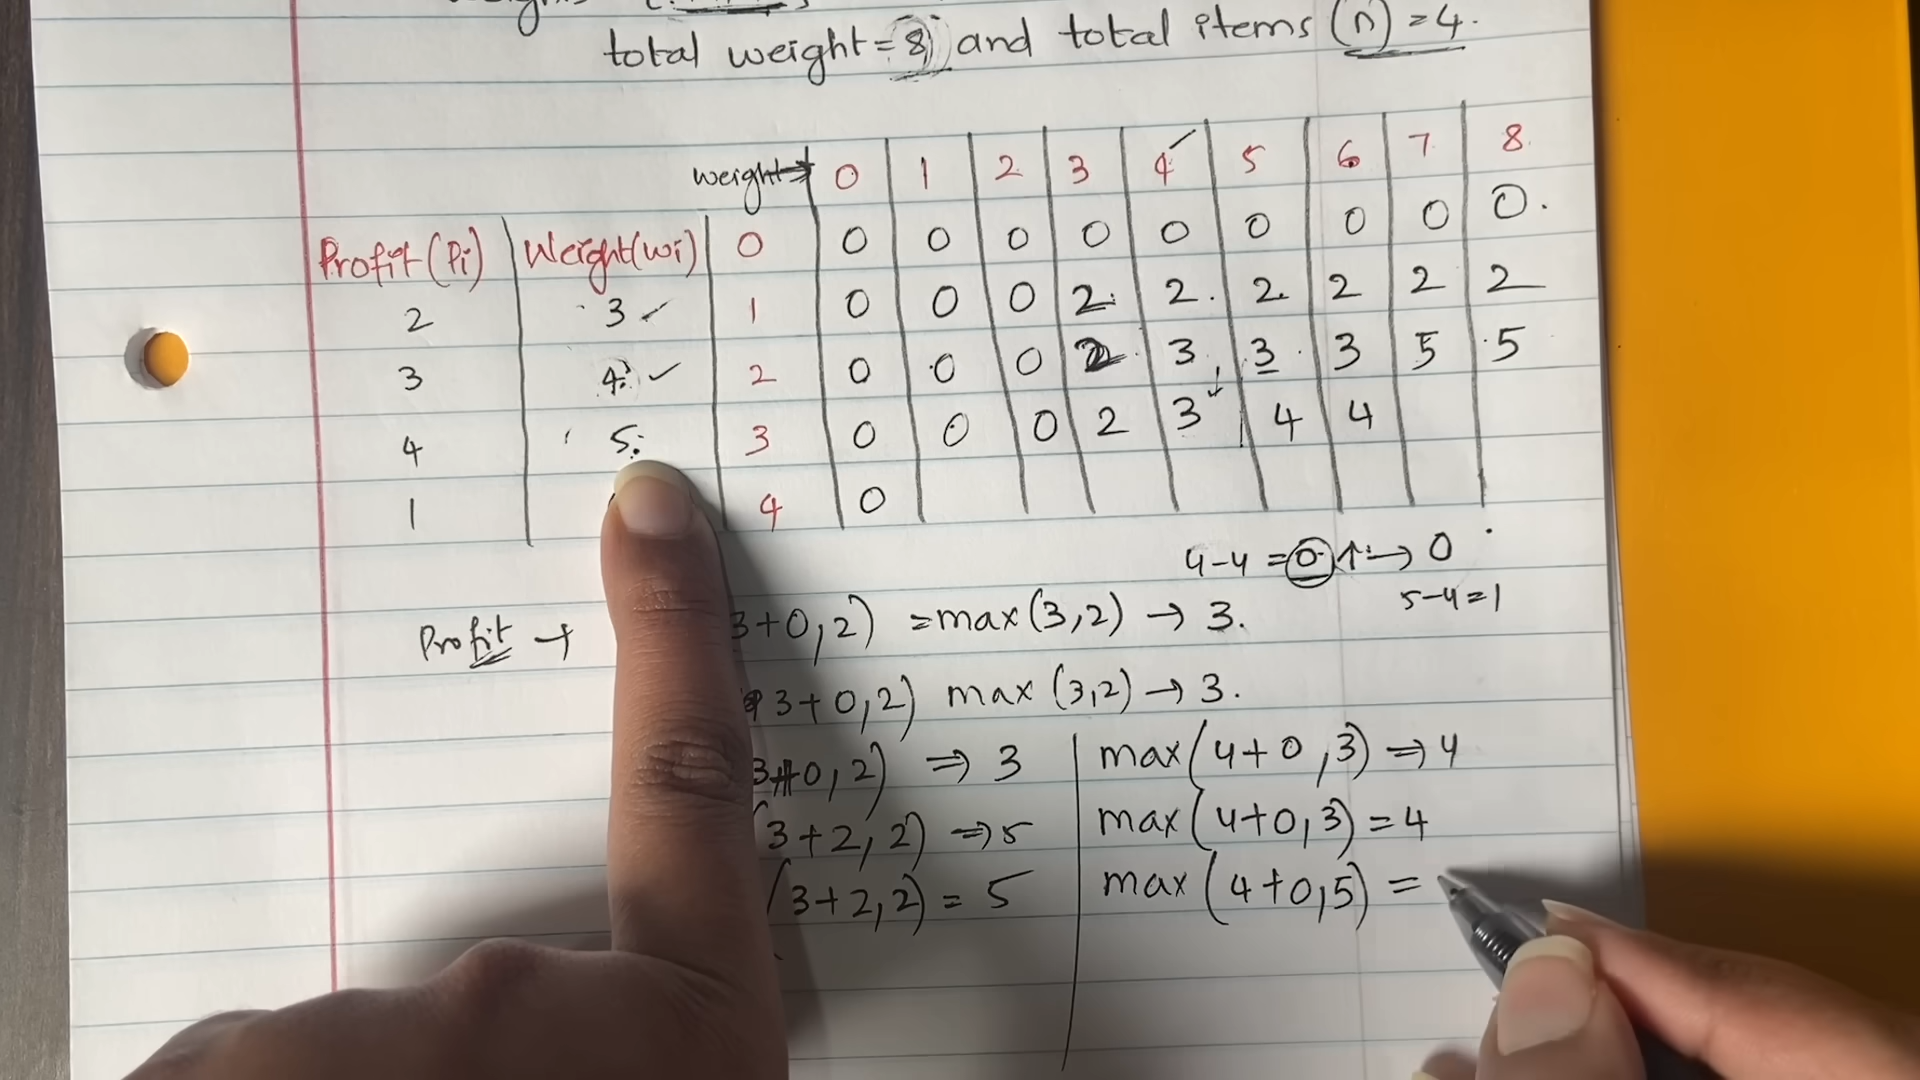 total weight=8 and total items (n)=4.
weight→ 0 1 2 3 4 5 6 7 8
Profit(Pi) Weight(wi) 0 0 0 0 0 0 0 0 0 0.
2 3 1 0 0 0 2 2 2 2 2 2
3 4 2 0 0 0 2 3 3 3 5 5
4 5 3 0 0 0 2 3 4 4
1 4 0
4-4=0 ↑→ 0
5-4=1
Profit → 3+0,2) =max(3,2) → 3.
3+0,2) max (3,2) → 3.
3+0,2) ⇒ 3
3+2,2) ⇒5
(3+2,2) = 5
max(4+0,3) ⇒ 4
max(4+0,3) = 4
max(4+0,5) =